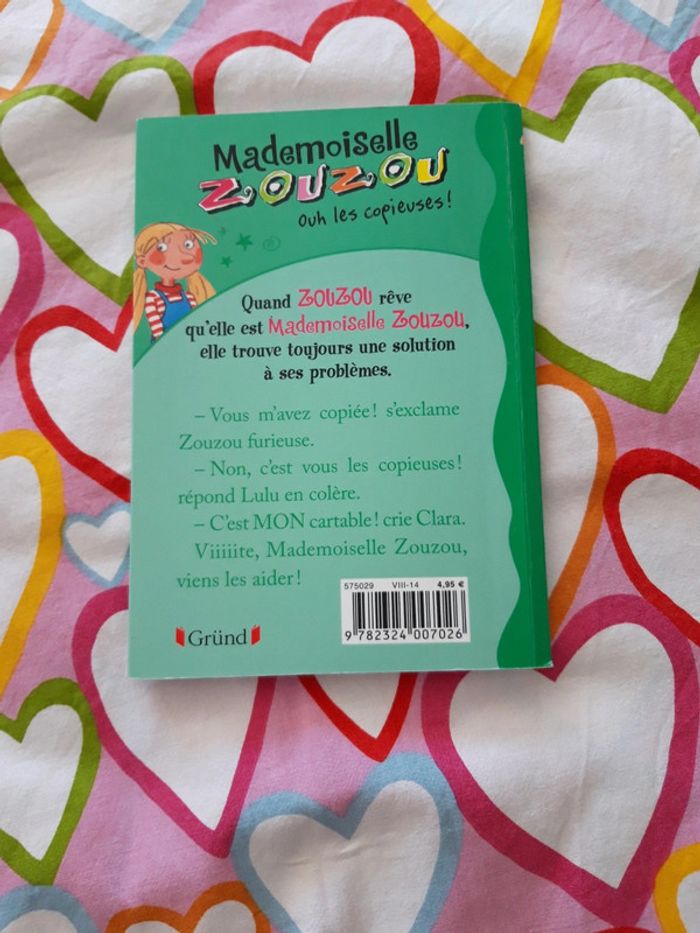 Mademoiselle
ZOUZOU
Ouh les copieuses!
Quand ZOUZOU rêve
qu'elle est Mademoiselle Zouzou,
elle trouve toujours une solution
à ses problèmes.
– Vous m'avez copiée! s'exclame
Zouzou furieuse.
– Non, c'est vous les copieuses!
répond Lulu en colère.
– C'est MON cartable! crie Clara.
Viiiiite, Mademoiselle Zouzou,
viens les aider!
575029 VIII-14 4,95 €
9 782324 007026
Gründ